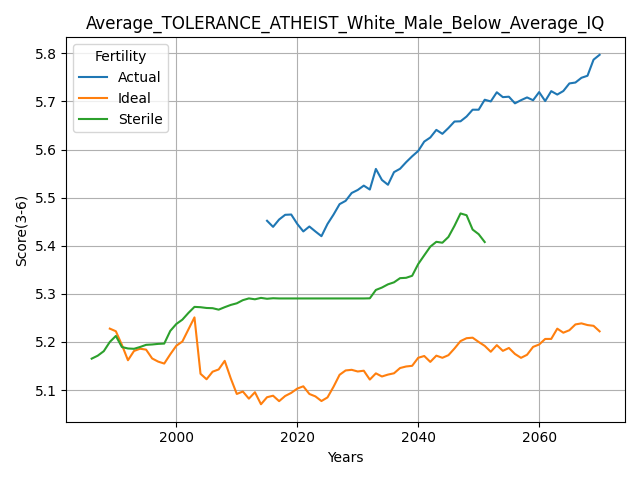 Average_TOLERANCE_ATHEIST_White_Male_Below_Average_IQ
Fertility
Actual
Ideal
Sterile
Score(3-6)
5.8
5.7
5.6
5.5
5.4
5.3
5.2
5.1
2000
2020
2040
2060
Years